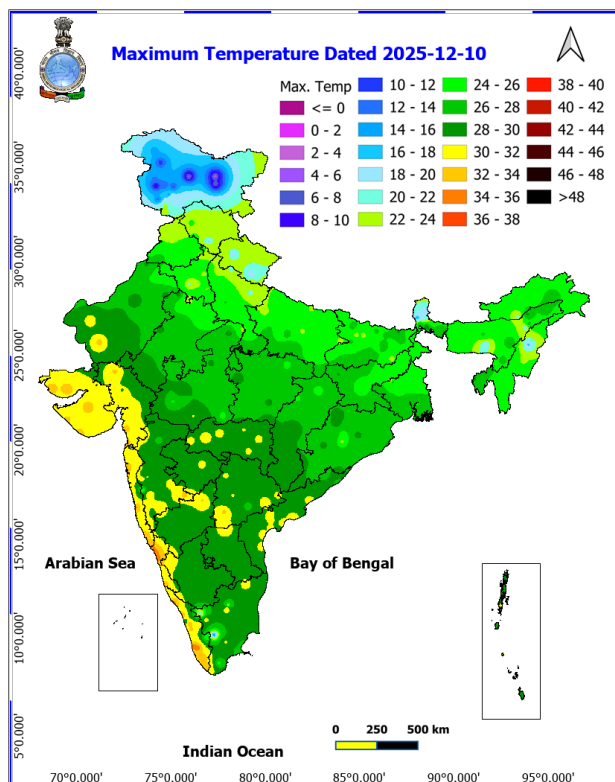 Maximum Temperature Dated 2025-12-10
Max. Temp
<= 0
0 - 2
2 - 4
4 - 6
6 - 8
8 - 10
10 - 12
12 - 14
14 - 16
16 - 18
18 - 20
20 - 22
22 - 24
24 - 26
26 - 28
28 - 30
30 - 32
32 - 34
34 - 36
36 - 38
38 - 40
40 - 42
42 - 44
44 - 46
46 - 48
>48
40°0.000'
35°0.000'
30°0.000'
25°0.000'
20°0.000'
15°0.000'
10°0.000'
5°0.000'
Arabian Sea
Bay of Bengal
0 250 500 km
Indian Ocean
70°0.000' 75°0.000' 80°0.000' 85°0.000' 90°0.000' 95°0.000'